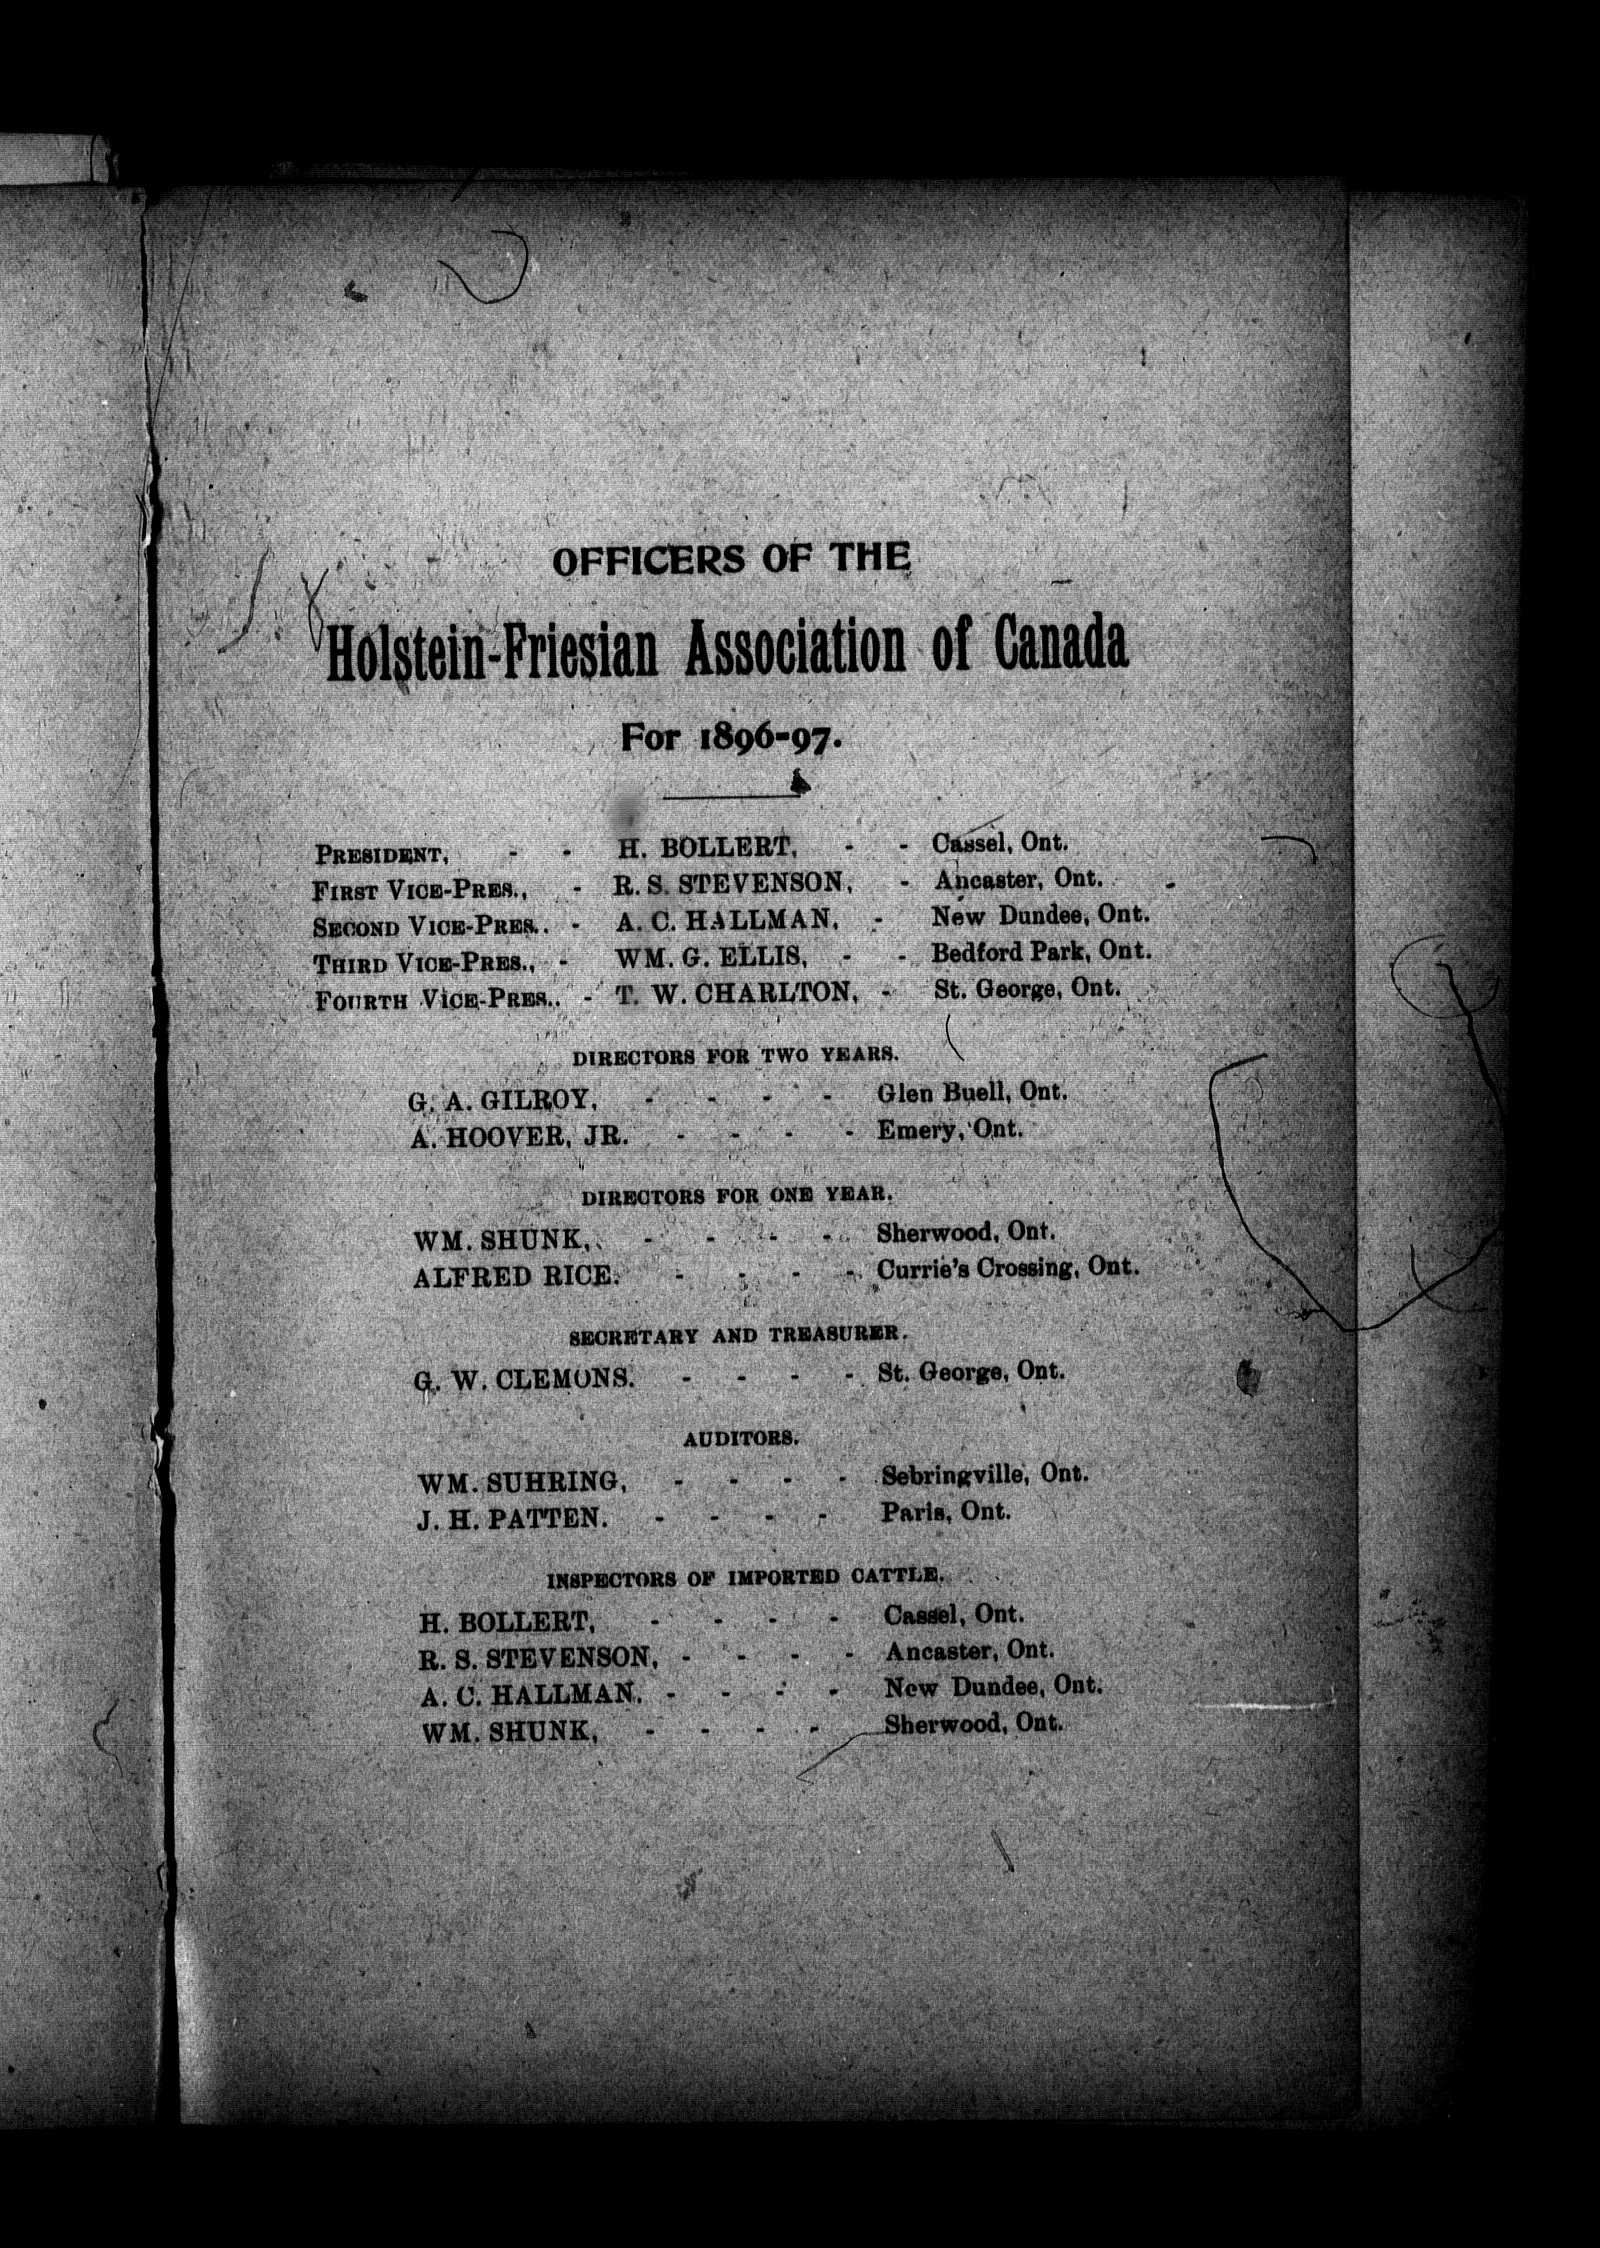 OFFICERS OF THE
Holstein-Friesian Association of Canada
For 1896-97.
PRESIDENT, - - H. BOLLERT, - - Cassel, Ont.
FIRST VICE-PRES., - R. S. STEVENSON, - Ancaster, Ont.
SECOND VICE-PRES., - A. C. HALLMAN, - New Dundee, Ont.
THIRD VICE-PRES., - WM. G. ELLIS, - - Bedford Park, Ont.
FOURTH VICE-PRES., - T. W. CHARLTON, - St. George, Ont.
DIRECTORS FOR TWO YEARS.
G. A. GILROY, - - - - Glen Buell, Ont.
A. HOOVER, JR. - - - - Emery, Ont.
DIRECTORS FOR ONE YEAR.
WM. SHUNK, - - - - Sherwood, Ont.
ALFRED RICE. - - - - Currie's Crossing, Ont.
SECRETARY AND TREASURER.
G. W. CLEMONS. - - - - St. George, Ont.
AUDITORS.
WM. SUHRING, - - - - Sebringville, Ont.
J. H. PATTEN. - - - - Paris, Ont.
INSPECTORS OF IMPORTED CATTLE.
H. BOLLERT, - - - - Cassel, Ont.
R. S. STEVENSON, - - - - Ancaster, Ont.
A. C. HALLMAN. - - - - New Dundee, Ont.
WM. SHUNK, - - - - Sherwood, Ont.